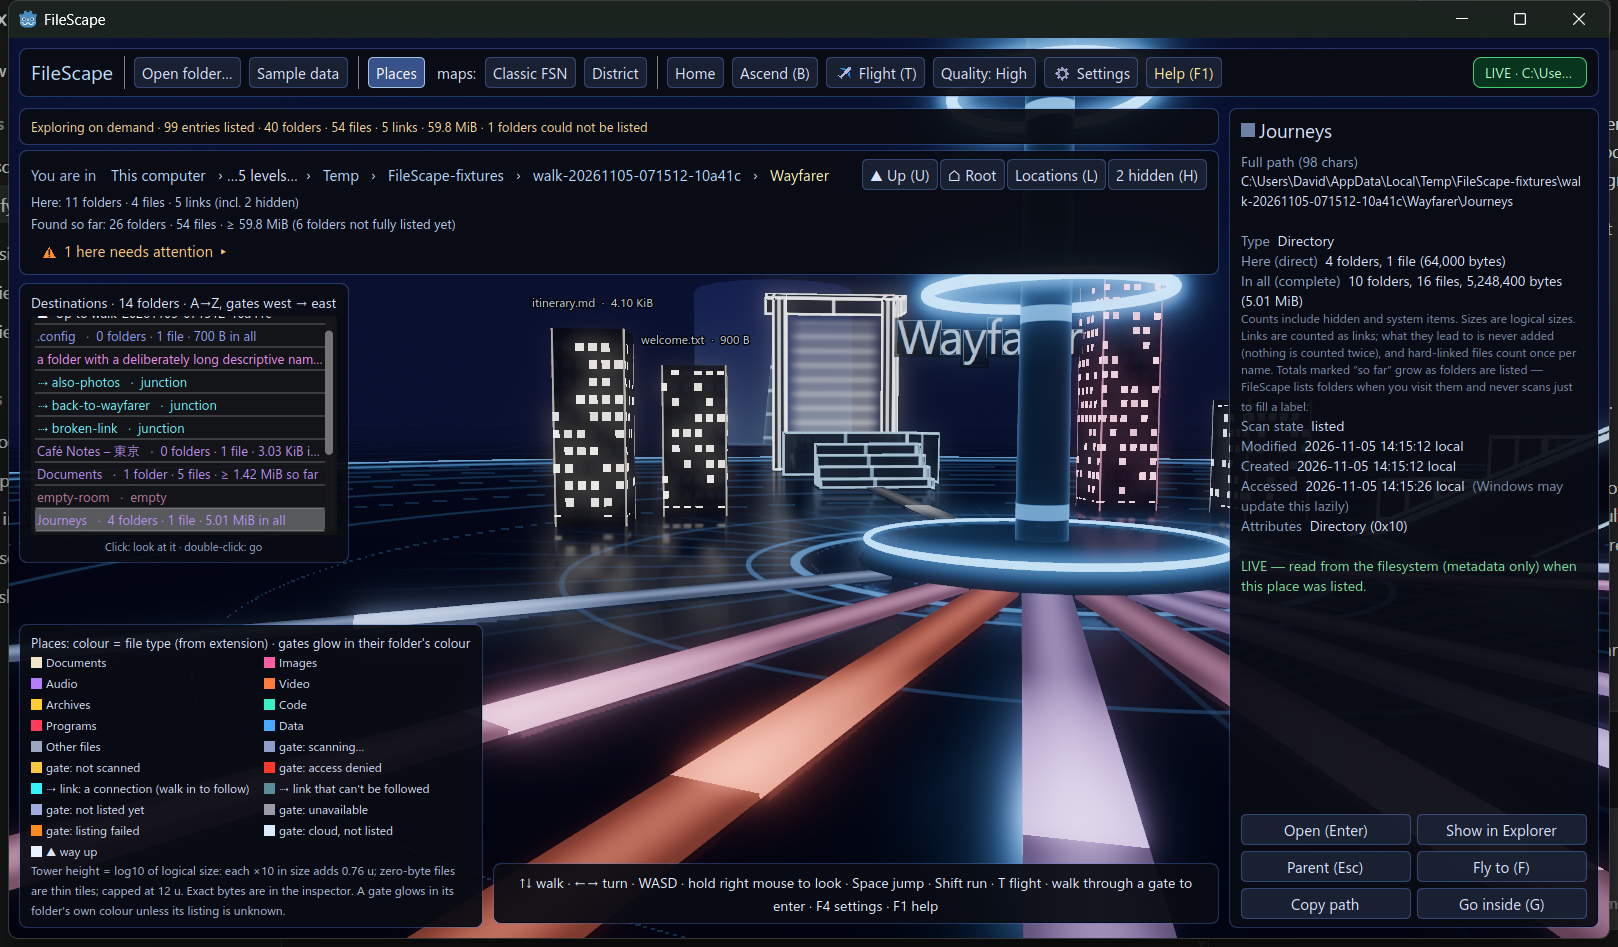 FileScape
FileScape
Open folder...
Sample data
Places
maps:
Classic FSN
District
Home
Ascend (B)
Flight (T)
Quality: High
Settings
Help (F1)
LIVE · C:\Use...
Exploring on demand · 99 entries listed · 40 folders · 54 files · 5 links · 59.8 MiB · 1 folders could not be listed
You are in This computer › ...5 levels... › Temp › FileScape-fixtures › walk-20261105-071512-10a41c › Wayfarer
▲ Up (U)
Root
Locations (L)
2 hidden (H)
Here: 11 folders · 4 files · 5 links (incl. 2 hidden)
Found so far: 26 folders · 54 files · ≥ 59.8 MiB (6 folders not fully listed yet)
1 here needs attention ▸
Destinations · 14 folders · A→Z, gates west → east
.config · 0 folders · 1 file · 700 B in all
a folder with a deliberately long descriptive nam...
⇢ also-photos · junction
⇢ back-to-wayfarer · junction
⇢ broken-link · junction
Café Notes – 東京 · 0 folders · 1 file · 3.03 KiB i...
Documents · 1 folder · 5 files · ≥ 1.42 MiB so far
empty-room · empty
Journeys · 4 folders · 1 file · 5.01 MiB in all
Click: look at it · double-click: go
itinerary.md · 4.10 KiB
welcome.txt · 900 B
Places: colour = file type (from extension) · gates glow in their folder's colour
Documents
Images
Audio
Video
Archives
Code
Programs
Data
Other files
gate: scanning...
gate: not scanned
gate: access denied
⇢ link: a connection (walk in to follow)
⇢ link that can't be followed
gate: not listed yet
gate: unavailable
gate: listing failed
gate: cloud, not listed
▲ way up
Tower height = log10 of logical size: each ×10 in size adds 0.76 u; zero-byte files
are thin tiles; capped at 12 u. Exact bytes are in the inspector. A gate glows in its
folder's own colour unless its listing is unknown.
↑↓ walk · ←→ turn · WASD · hold right mouse to look · Space jump · Shift run · T flight · walk through a gate to
enter · F4 settings · F1 help
Journeys
Full path (98 chars)
C:\Users\David\AppData\Local\Temp\FileScape-fixtures\wal
k-20261105-071512-10a41c\Wayfarer\Journeys
Type Directory
Here (direct) 4 folders, 1 file (64,000 bytes)
In all (complete) 10 folders, 16 files, 5,248,400 bytes
(5.01 MiB)
Counts include hidden and system items. Sizes are logical sizes.
Links are counted as links; what they lead to is never added
(nothing is counted twice), and hard-linked files count once per
name. Totals marked "so far" grow as folders are listed —
FileScape lists folders when you visit them and never scans just
to fill a label.
Scan state listed
Modified 2026-11-05 14:15:12 local
Created 2026-11-05 14:15:12 local
Accessed 2026-11-05 14:15:26 local (Windows may
update this lazily)
Attributes Directory (0x10)
LIVE — read from the filesystem (metadata only) when
this place was listed.
Open (Enter)
Show in Explorer
Parent (Esc)
Fly to (F)
Copy path
Go inside (G)